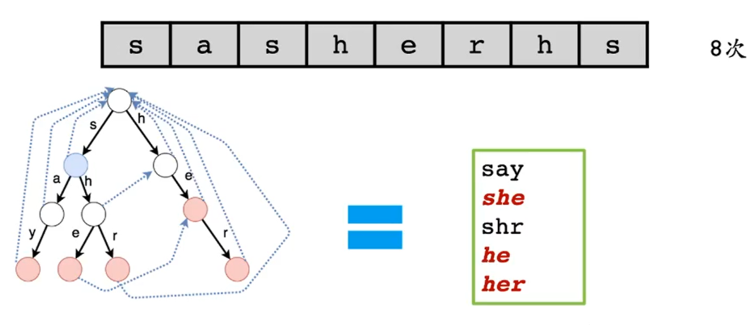 s a s h e r h s 8次
s h
a h e
y e r r
say
she
shr
he
her